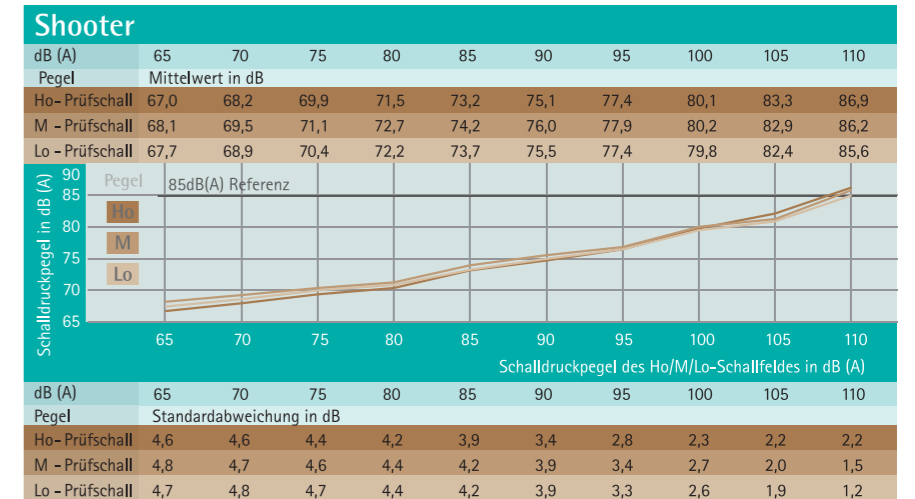 Shooter
dB (A) 65 70 75 80 85 90 95 100 105 110
Pegel Mittelwert in dB
Ho- Prüfschall 67,0 68,2 69,9 71,5 73,2 75,1 77,4 80,1 83,3 86,9
M - Prüfschall 68,1 69,5 71,1 72,7 74,2 76,0 77,9 80,2 82,9 86,2
Lo - Prüfschall 67,7 68,9 70,4 72,2 73,7 75,5 77,4 79,8 82,4 85,6
Schalldruckpegel in dB (A)
90 Pegel
85 85dB(A) Referenz
Ho
80
M
75
Lo
70
65
65 70 75 80 85 90 95 100 105 110
Schalldruckpegel des Ho/M/Lo-Schallfeldes in dB (A)
dB (A) 65 70 75 80 85 90 95 100 105 110
Pegel Standardabweichung in dB
Ho- Prüfschall 4,6 4,6 4,4 4,2 3,9 3,4 2,8 2,3 2,2 2,2
M - Prüfschall 4,8 4,7 4,6 4,4 4,2 3,9 3,4 2,7 2,0 1,5
Lo - Prüfschall 4,7 4,8 4,7 4,4 4,2 3,9 3,3 2,6 1,9 1,2